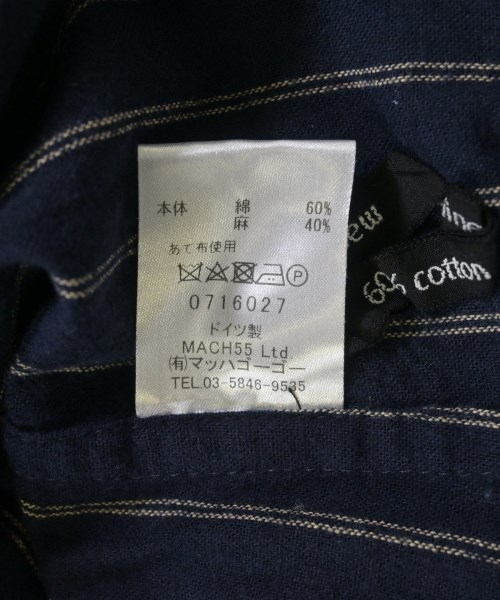 本体 綿 60%
麻 40%
あて布使用
P
0716027
ドイツ製
MACH55 Ltd
(有)マッハゴーゴー
TEL.03-5846-9535
cotton